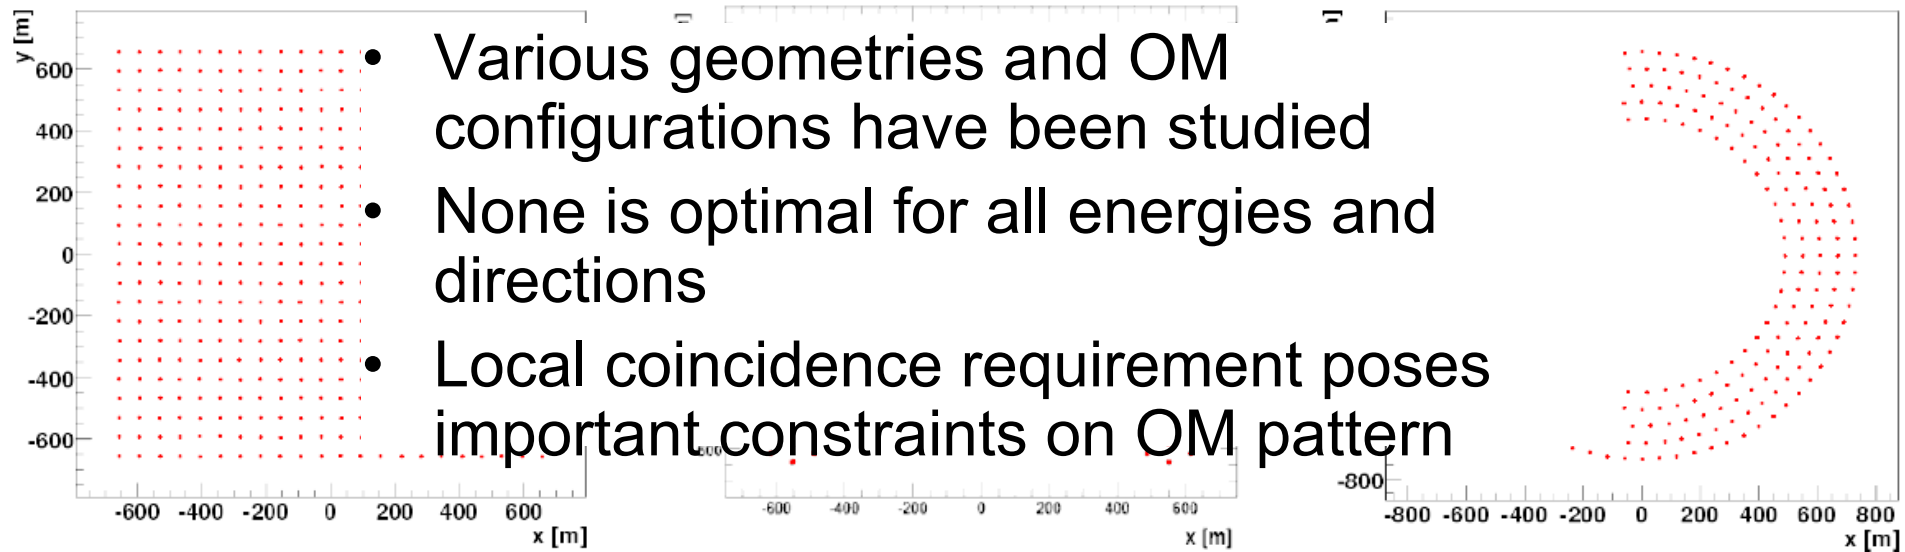 y [m]
600
400
200
0
-200
-400
-600
-600 -400 -200 0 200 400 600
x [m]
• Various geometries and OM
configurations have been studied
• None is optimal for all energies and
directions
• Local coincidence requirement poses
important constraints on OM pattern
-600 -400 -200 0 200 400 600
x [m]
-800
-800 -600 -400 -200 0 200 400 600 800
x [m]